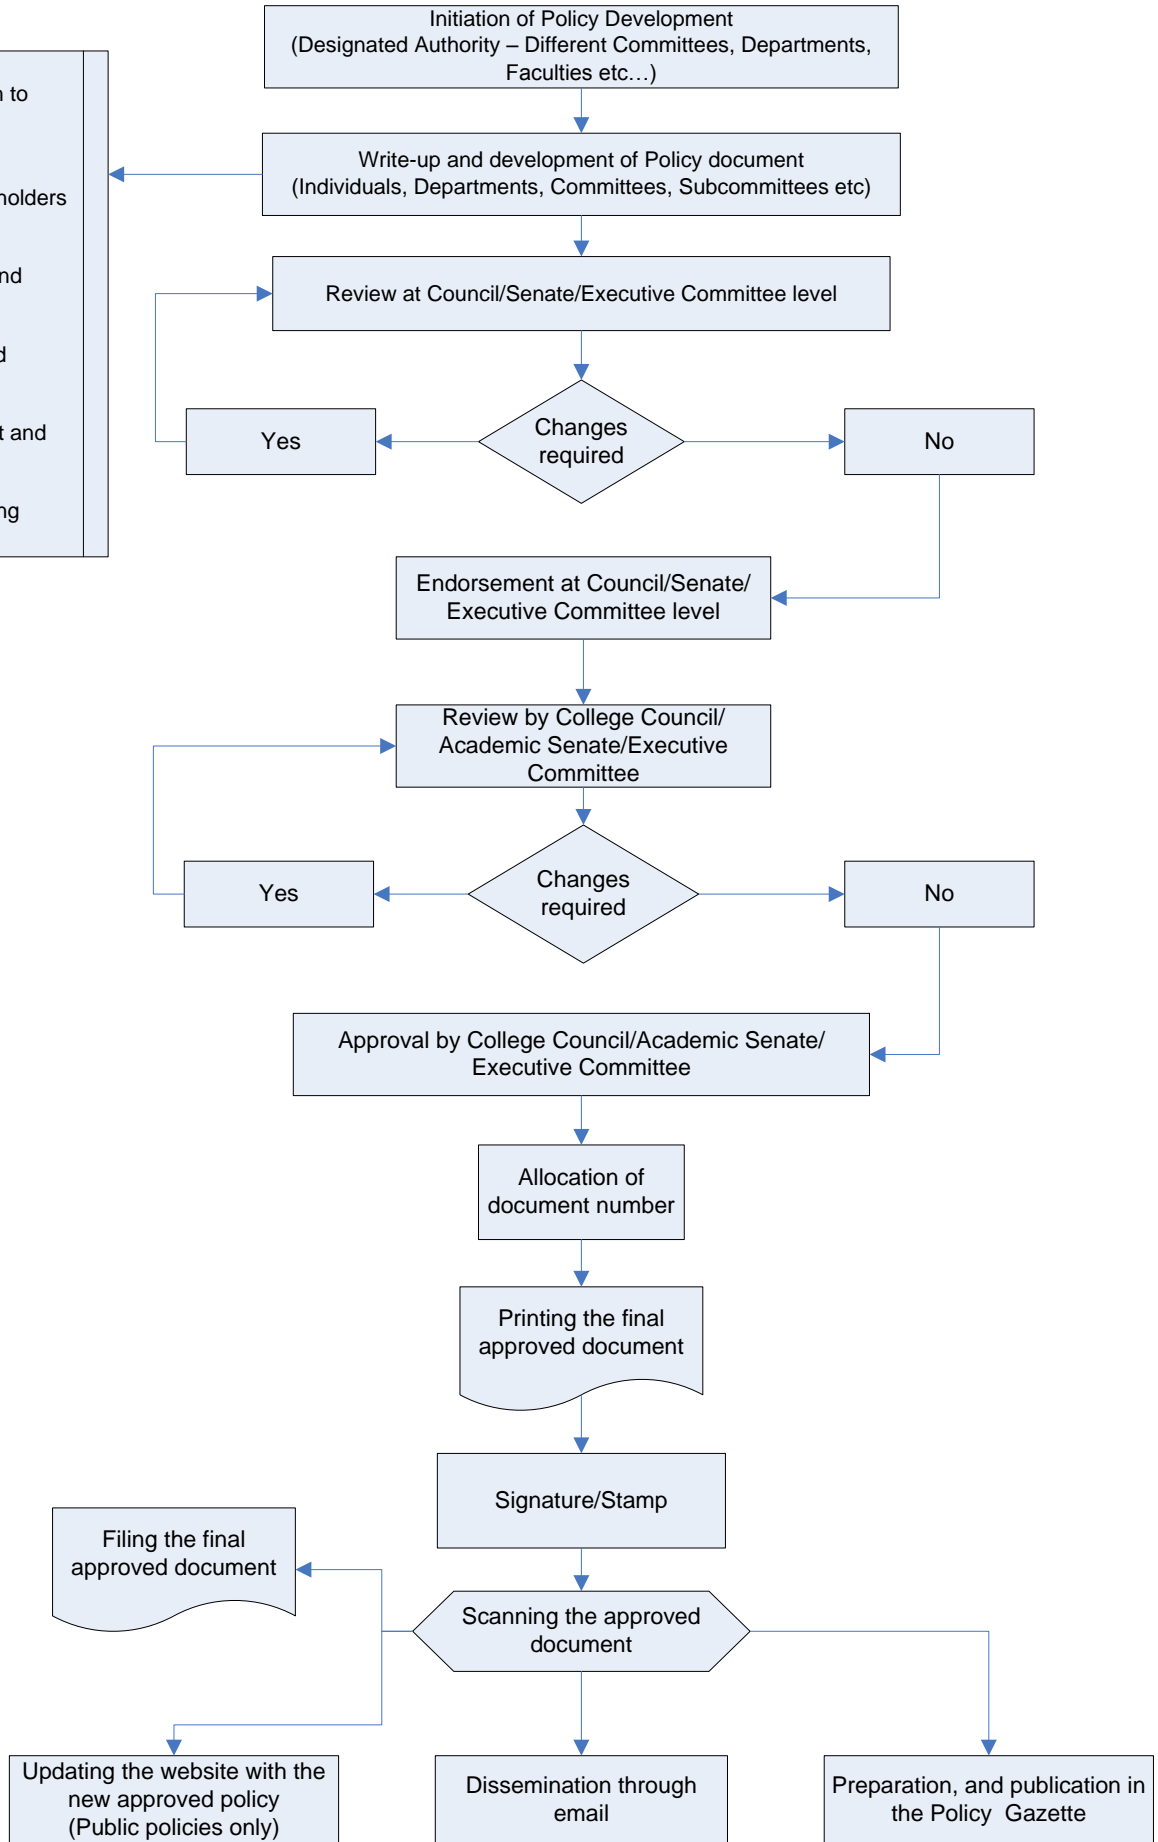 Initiation of Policy Development
(Designated Authority – Different Committees, Departments,
Faculties etc…)
to
holders
and
ing
Write-up and development of Policy document
(Individuals, Departments, Committees, Subcommittees etc)
Review at Council/Senate/Executive Committee level
Changes
required
Yes
No
Endorsement at Council/Senate/
Executive Committee level
Review by College Council/
Academic Senate/Executive
Committee
Changes
required
Yes
No
Approval by College Council/Academic Senate/
Executive Committee
Allocation of
document number
Printing the final
approved document
Signature/Stamp
Filing the final
approved document
Scanning the approved
document
Updating the website with the
new approved policy
(Public policies only)
Dissemination through
email
Preparation, and publication in
the Policy  Gazette